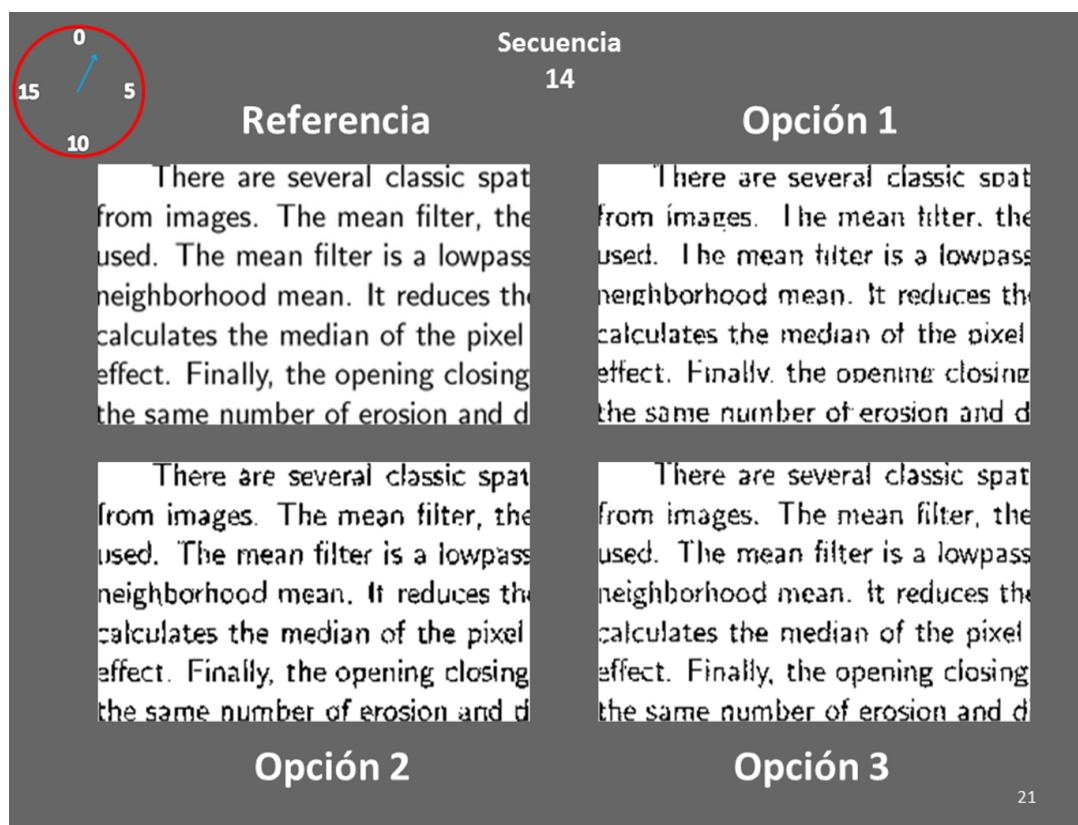 0
5
10
15
Secuencia
14
Referencia
There are several classic spat
from images. The mean filter, the
used. The mean filter is a lowpass
neighborhood mean. It reduces the
calculates the median of the pixel
effect. Finally, the opening closing
the same number of erosion and d
Opción 1
There are several classic spat
from images. The mean filter. the
used. The mean filter is a lowpass
neighborhood mean. It reduces the
calculates the median of the pixel
effect. Finally. the opening closing
the same number of erosion and d
There are several classic spat
from images. The mean filter, the
used. The mean filter is a lowpass
neighborhood mean. It reduces the
calculates the median of the pixel
effect. Finally, the opening closing
the same number of erosion and d
Opción 2
There are several classic spat
from images. The mean filter, the
used. The mean filter is a lowpass
neighborhood mean. It reduces the
calculates the median of the pixel
effect. Finally, the opening closing
the same number of erosion and d
Opción 3
21